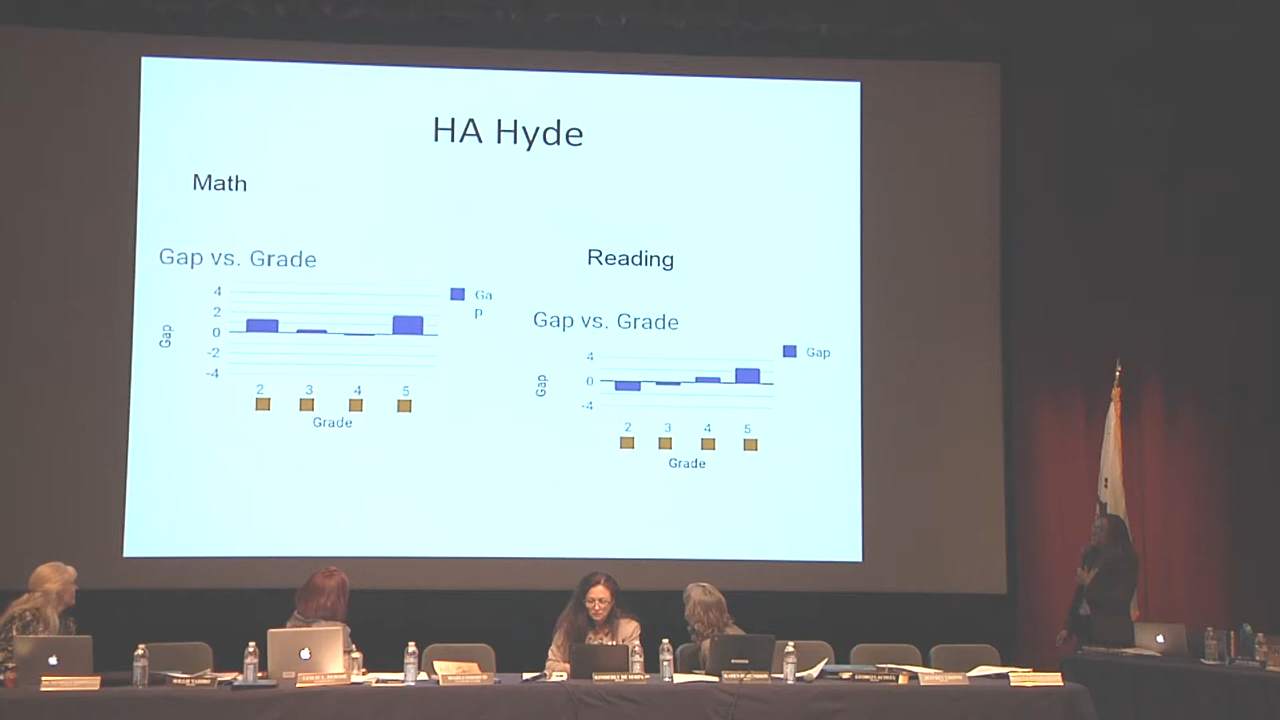 HA Hyde
Math
Gap vs. Grade
4
2
0
-2
-4
Gap
2 3 4 5
Grade
Ga
p
Reading
Gap vs. Grade
4
0
-4
Gap
2 3 4 5
Grade
Gap